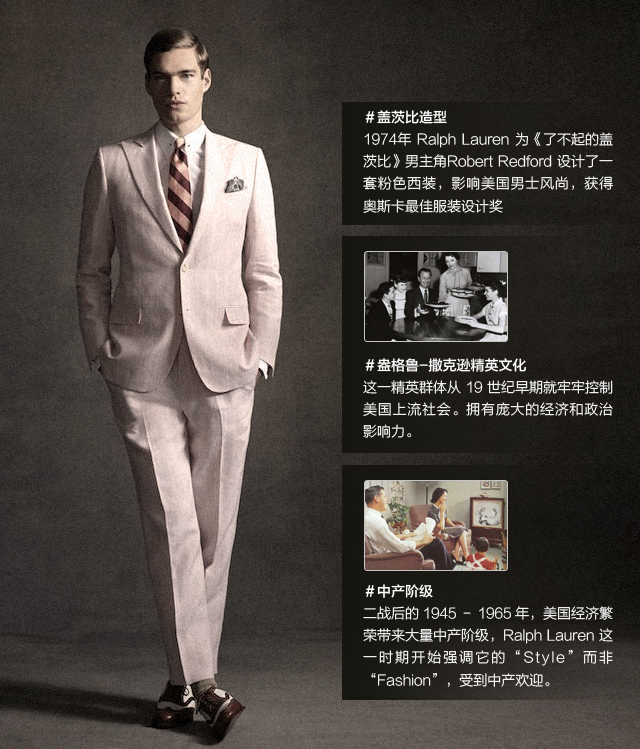 #盖茨比造型
1974年 Ralph Lauren 为《了不起的盖
茨比》男主角Robert Redford 设计了一
套粉色西装，影响美国男士风尚，获得
奥斯卡最佳服装设计奖
#盎格鲁-撒克逊精英文化
这一精英群体从 19 世纪早期就牢牢控制
美国上流社会。拥有庞大的经济和政治
影响力。
#中产阶级
二战后的 1945 - 1965 年，美国经济繁
荣带来大量中产阶级，Ralph Lauren 这
一时期开始强调它的“Style”而非
“Fashion”，受到中产欢迎。